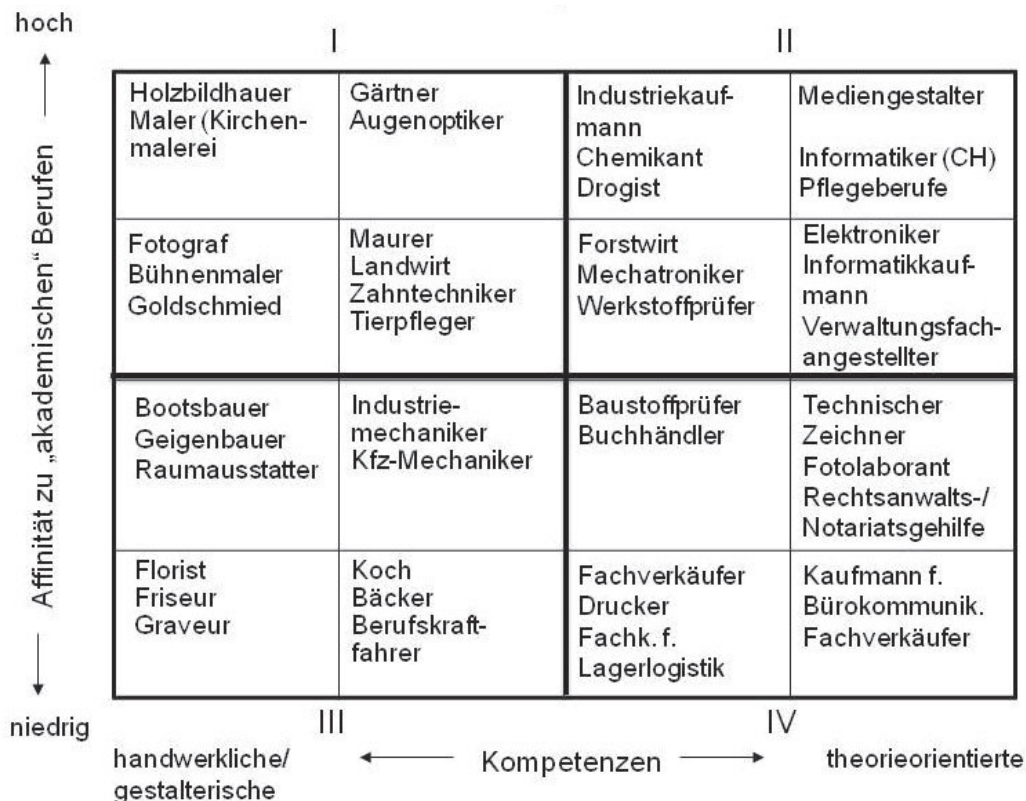 hoch
I
II
Holzbildhauer
Maler (Kirchen-
malerei
Gärtner
Augenoptiker
Industriekauf-
mann
Chemikant
Drogist
Mediengestalter
Informatiker (CH)
Pflegeberufe
Fotograf
Bühnenmaler
Goldschmied
Maurer
Landwirt
Zahntechniker
Tierpfleger
Forstwirt
Mechatroniker
Werkstoffprüfer
Elektroniker
Informatikkauf-
mann
Verwaltungsfach-
angestellter
Affinität zu „akademischen“ Berufen
Bootsbauer
Geigenbauer
Raumausstatter
Industrie-
mechaniker
Kfz-Mechaniker
Baustoffprüfer
Buchhändler
Technischer
Zeichner
Fotolaborant
Rechtsanwalts-/
Notariatsgehilfe
Florist
Friseur
Graveur
Koch
Bäcker
Berufskraft-
fahrer
Fachverkäufer
Drucker
Fachk. f.
Lagerlogistik
Kaufmann f.
Bürokommunik.
Fachverkäufer
niedrig
III
IV
handwerkliche/
gestalterische
Kompetenzen
theorieorientierte